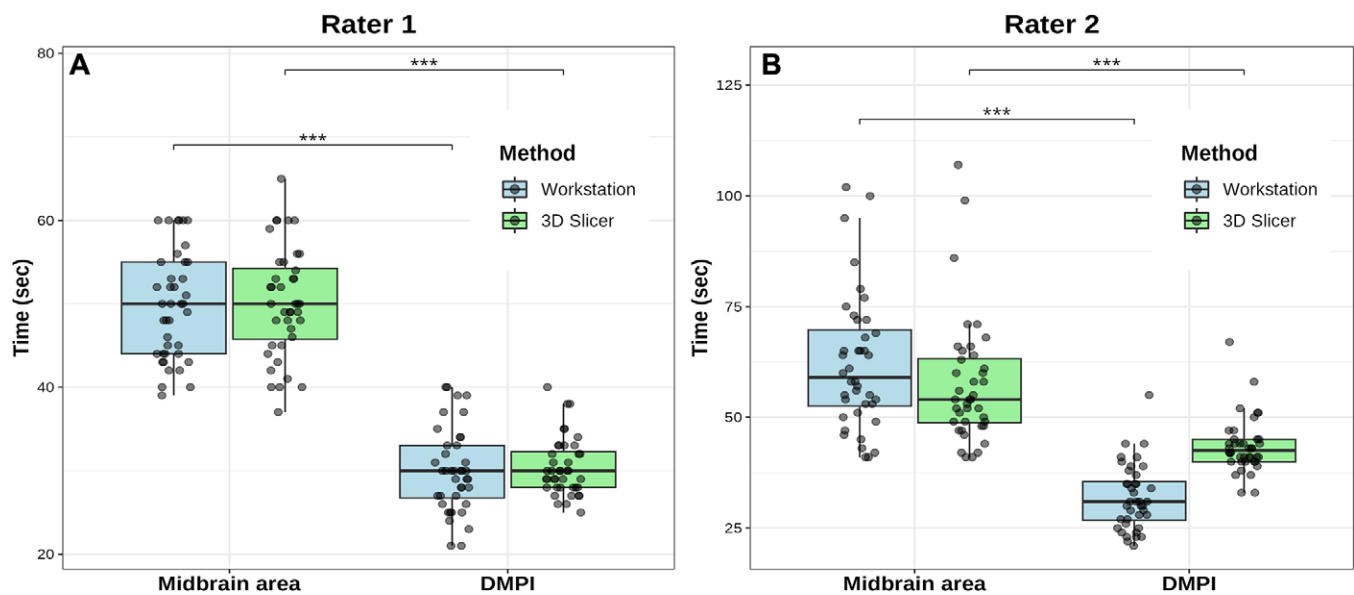 Rater 1
A
***
***
Method
Workstation
3D Slicer
Time (sec)
80
60
40
20
Midbrain area
DMPI
Rater 2
B
***
***
Method
Workstation
3D Slicer
Time (sec)
125
100
75
50
25
Midbrain area
DMPI